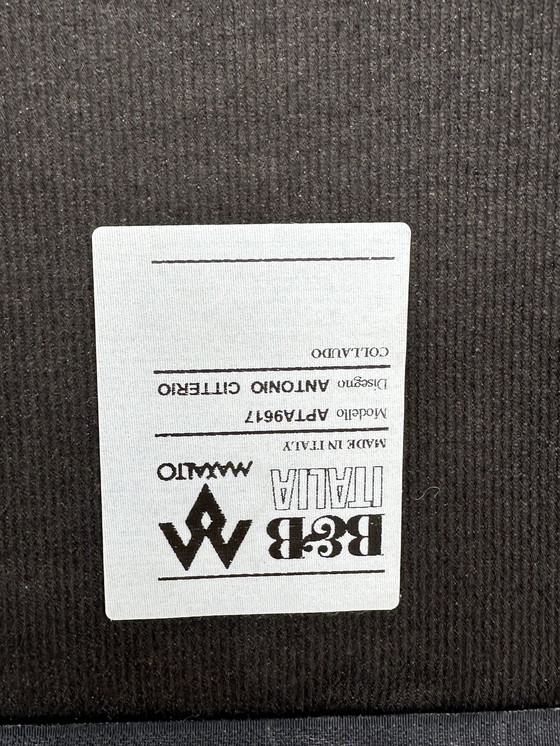 B&B
ITALIA
MAXALTO
MADE IN ITALY
Modello APTA9617
Disegno ANTONIO CITTERIO
COLLAUDO